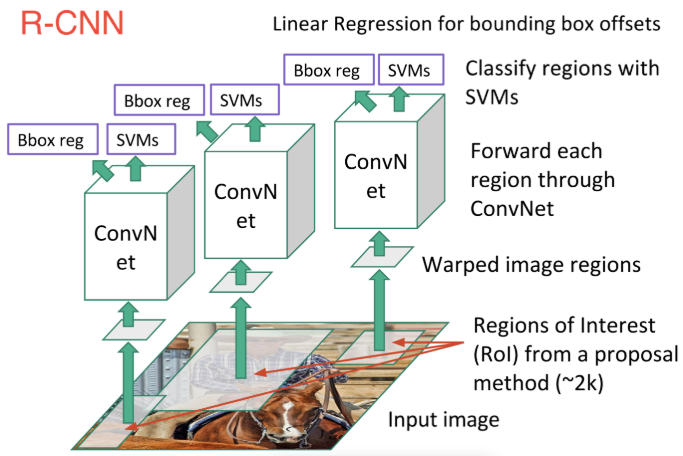 R-CNN
Linear Regression for bounding box offsets
Bbox reg
SVMs
Classify regions with
SVMs
Bbox reg
SVMs
Bbox reg
SVMs
ConvN
et
Forward each
region through
ConvNet
ConvN
et
ConvN
et
Warped image regions
Regions of Interest
(RoI) from a proposal
method (~2k)
Input image